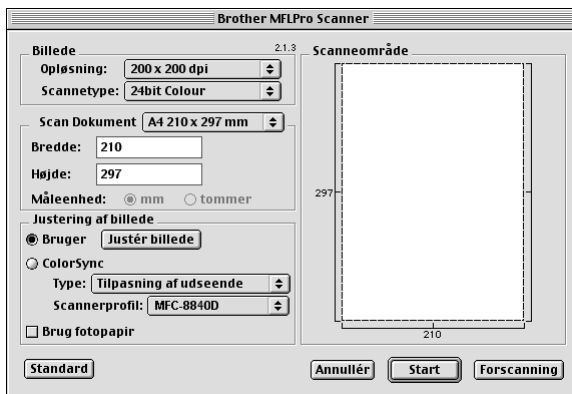 Brother MFLPro Scanner
Billede
2.1.3
Opløsning: 200 x 200 dpi
Scannetype: 24bit Colour
Scan Dokument A4 210 x 297 mm
Bredde: 210
Højde: 297
Måleenhed: mm tommer
Justering af billede
Bruger Justér billede
ColorSync
Type: Tilpasning af udseende
Scannerprofil: MFC-8840D
Brug fotopapir
Scanneområde
297
210
Standard
Annullér Start Forscanning